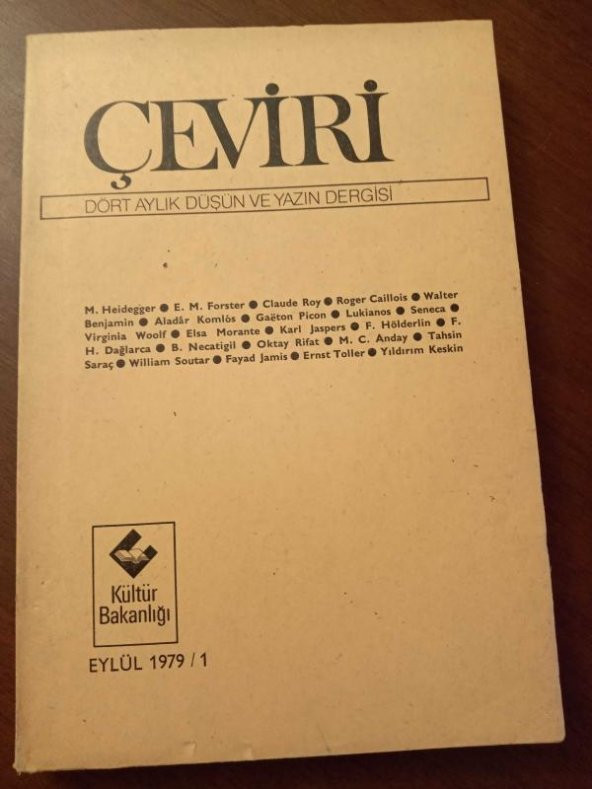 ÇEVİRİ
DÖRT AYLIK DÜŞÜN VE YAZIN DERGİSİ
M. Heidegger ● E. M. Forster ● Claude Roy ● Roger Caillois ● Walter
Benjamin ● Aladâr Komlòs ● Gaëton Picon ● Lukianos ● Seneca ●
Virginia Woolf ● Elsa Morante ● Karl Jaspers ● F. Hölderlin ● F.
H. Dağlarca ● B. Necatigil ● Oktay Rifat ● M. C. Anday ● Tahsin
Saraç ● William Soutar ● Fayad Jamis ● Ernst Toller ● Yıldırım Keskin
Kültür
Bakanlığı
EYLÜL 1979 / 1